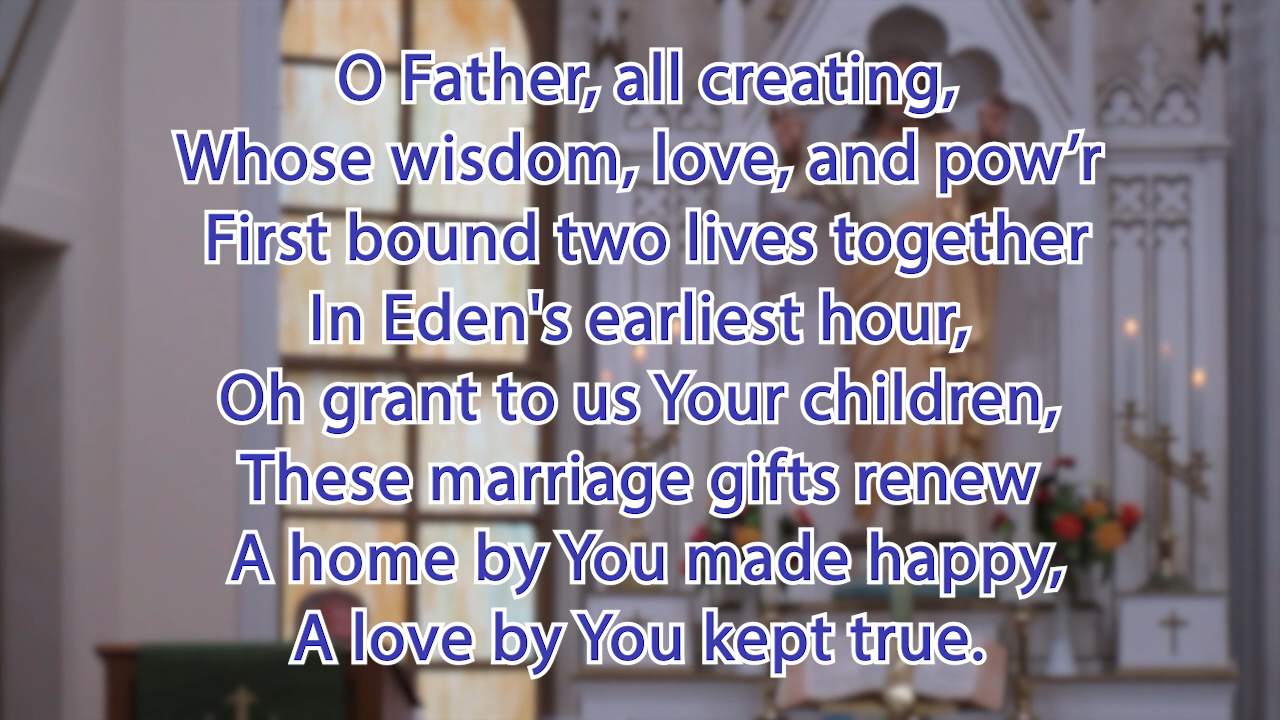 O Father, all creating,
Whose wisdom, love, and pow’r
First bound two lives together
In Eden's earliest hour,
Oh grant to us Your children,
These marriage gifts renew
A home by You made happy,
A love by You kept true.